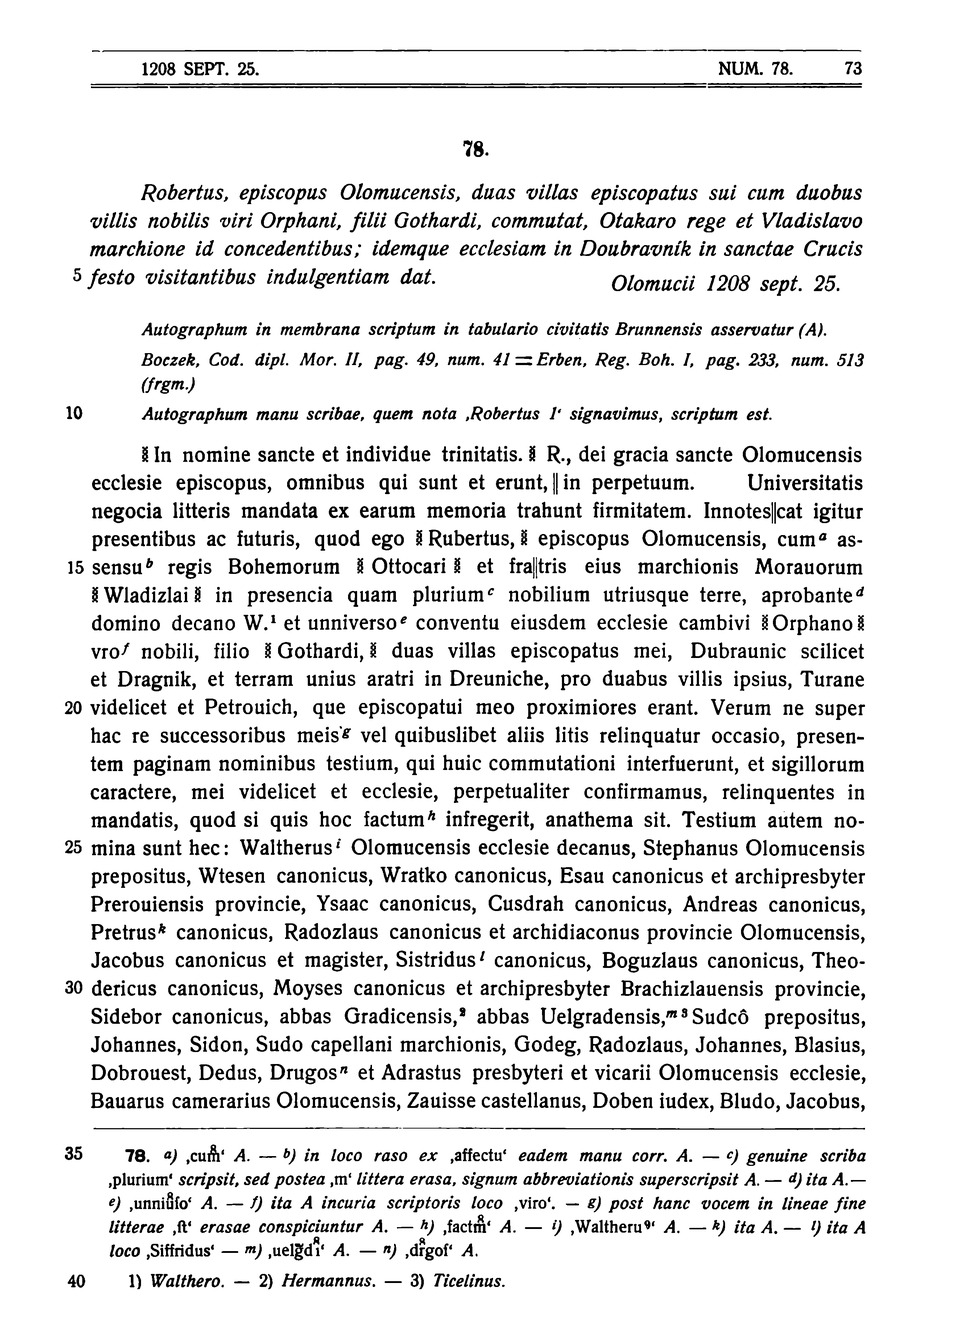 1208 SEPT. 25. NUM. 78. 73
78.
Robertus, episcopus Olomucensis, duas villas episcopatus sui cum duobus
villis nobilis viri Orphani, filii Gothardi, commutat, Otakaro rege et Vladislavo
marchione id concedentibus; idemque ecclesiam in Doubravník in sanctae Crucis
5 festo visitantibus indulgentiam dat. Olomucii 1208 sept. 25.
Autographum in membrana scriptum in tabulario civitatis Brunnensis asservatur (A).
Boczek, Cod. dipl. Mor. II, pag. 49, num. 41 = Erben, Reg. Boh. I, pag. 233, num. 513
(frgm.)
10 Autographum manu scribae, quem nota ‚Robertus 1‘ signavimus, scriptum est.
⁑ In nomine sancte et individue trinitatis. ⁑ R., dei gracia sancte Olomucensis
ecclesie episcopus, omnibus qui sunt et erunt, || in perpetuum. Universitatis
negocia litteris mandata ex earum memoria trahunt firmitatem. Innotes||cat igitur
presentibus ac futuris, quod ego ⁑ Rubertus, ⁑ episcopus Olomucensis, cum a as-
15 sensu b regis Bohemorum ⁑ Ottocari ⁑ et fra||tris eius marchionis Morauorum
⁑ Wladizlai ⁑ in presencia quam plurium c nobilium utriusque terre, aprobante d
domino decano W.¹ et unniverso e conventu eiusdem ecclesie cambivi ⁑ Orphano ⁑
vro f nobili, filio ⁑ Gothardi, ⁑ duas villas episcopatus mei, Dubraunic scilicet
et Dragnik, et terram unius aratri in Dreuniche, pro duabus villis ipsius, Turane
20 videlicet et Petrouich, que episcopatui meo proximiores erant. Verum ne super
hac re successoribus meis g vel quibuslibet aliis litis relinquatur occasio, presen-
tem paginam nominibus testium, qui huic commutationi interfuerunt, et sigillorum
caractere, mei videlicet et ecclesie, perpetualiter confirmamus, relinquentes in
mandatis, quod si quis hoc factum h infregerit, anathema sit. Testium autem no-
25 mina sunt hec: Waltherus i Olomucensis ecclesie decanus, Stephanus Olomucensis
prepositus, Wtesen canonicus, Wratko canonicus, Esau canonicus et archipresbyter
Prerouiensis provincie, Ysaac canonicus, Cusdrah canonicus, Andreas canonicus,
Pretrus k canonicus, Radozlaus canonicus et archidiaconus provincie Olomucensis,
Jacobus canonicus et magister, Sistridus l canonicus, Boguzlaus canonicus, Theo-
30 dericus canonicus, Moyses canonicus et archipresbyter Brachizlauensis provincie,
Sidebor canonicus, abbas Gradicensis,² abbas Uelgradensis, m ³ Sudcô prepositus,
Johannes, Sidon, Sudo capellani marchionis, Godeg, Radozlaus, Johannes, Blasius,
Dobrouest, Dedus, Drugos n et Adrastus presbyteri et vicarii Olomucensis ecclesie,
Bauarus camerarius Olomucensis, Zauisse castellanus, Doben iudex, Bludo, Jacobus,
35 78. a) A. — b) in loco raso ex ‚affectu‘ eadem manu corr. A. — c) genuine scriba
‚plurium‘ scripsit, sed postea ‚m‘ littera erasa, signum abbreviationis superscripsit A. — d) ita A. —
e) A. — f) ita A incuria scriptoris loco ‚viro‘. — g) post hanc vocem in lineae fine
litterae ‚ſt‘ erasae conspiciuntur A. — h) A. — i) ‚Waltheruꝰ‘ A. — k) ita A. — l) ita A
loco ‚Siffridus‘ — m) A. — n) A.
40 1) Walthero. — 2) Hermannus. — 3) Ticelinus.